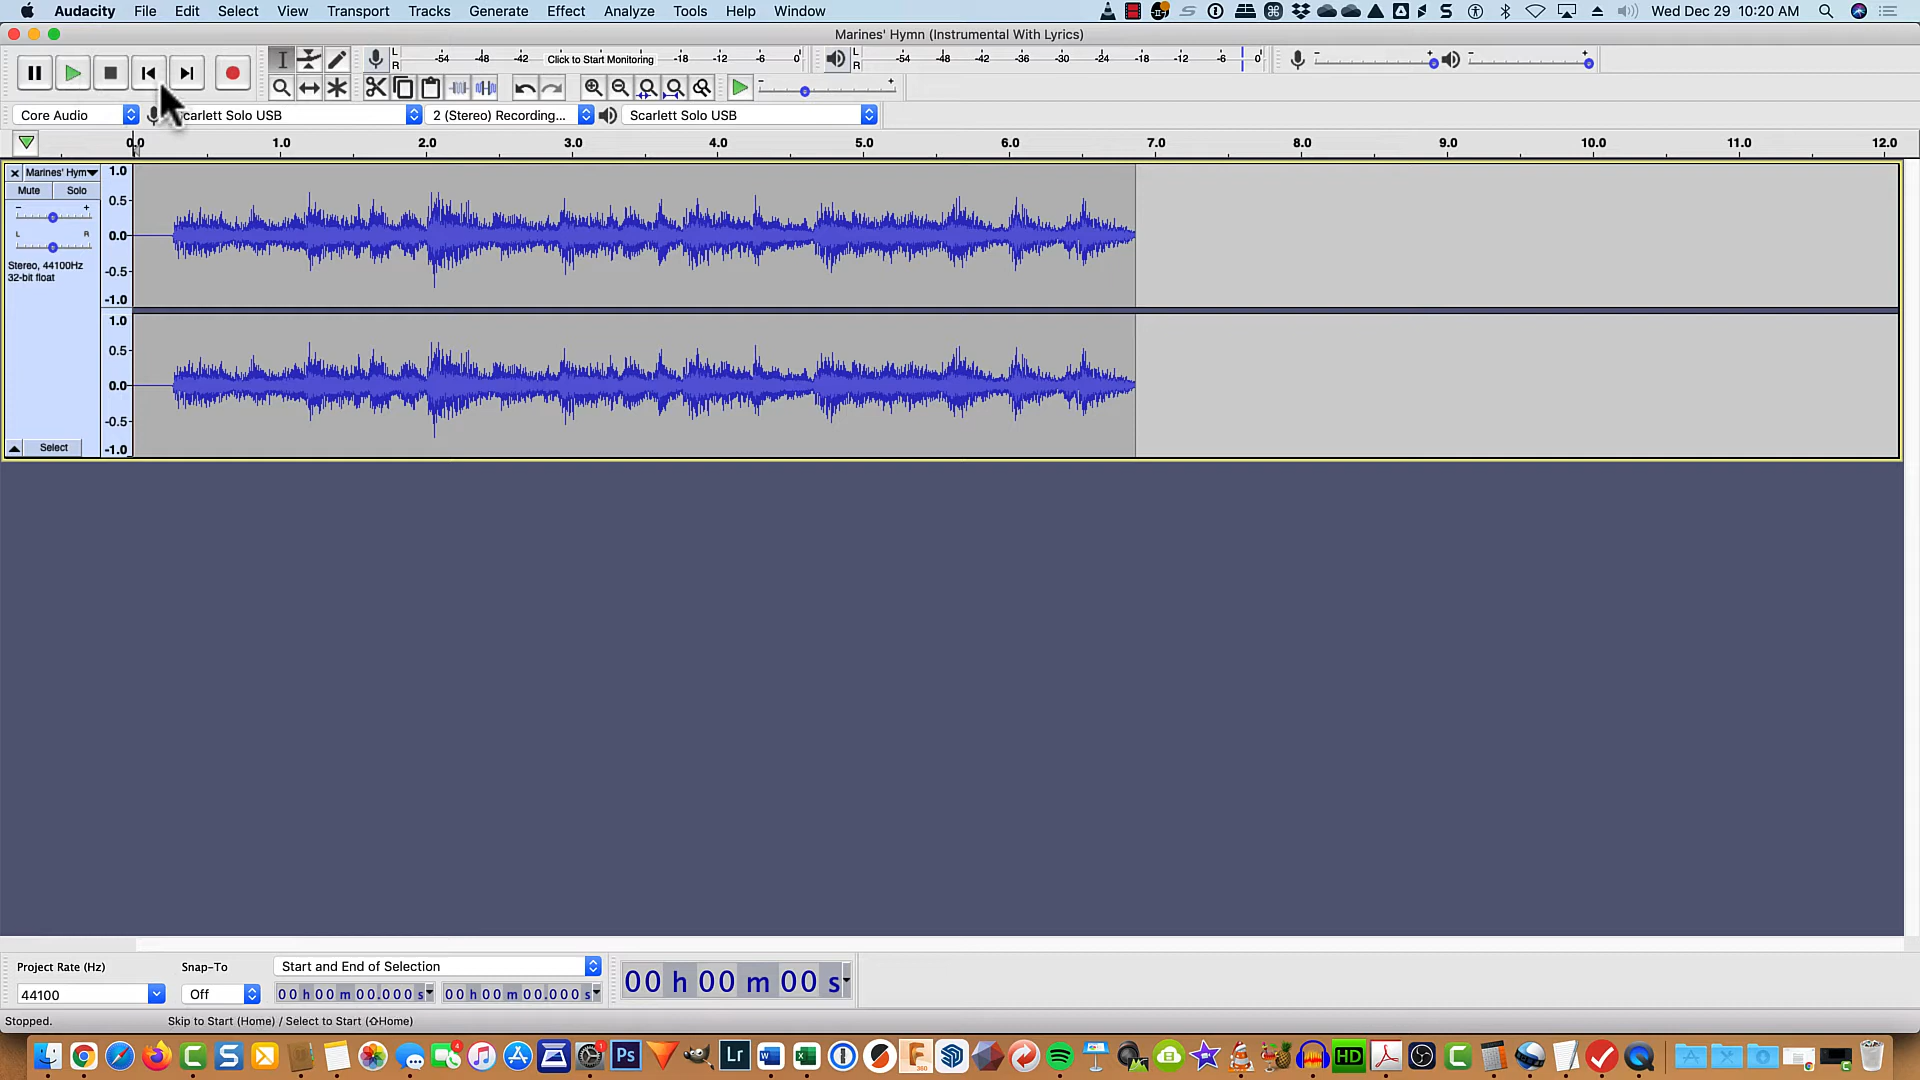 Audacity File Edit Select View Transport Tracks Generate Effect Analyze Tools Help Window Wed Dec 29 10:20 AM
Marines' Hymn (Instrumental With Lyrics)
L R -54 -48 -42 Click to Start Monitoring -18 -12 -6 0 L R -54 -48 -42 -36 -30 -24 -18 -12 -6 0 - + - +
- +
Core Audio carlett Solo USB 2 (Stereo) Recording... Scarlett Solo USB
0.0 1.0 2.0 3.0 4.0 5.0 6.0 7.0 8.0 9.0 10.0 11.0 12.0
Marines' Hym
Mute Solo
- +
L R
Stereo, 44100Hz
32-bit float
Select
1.0
0.5
0.0
-0.5
-1.0
1.0
0.5
0.0
-0.5
-1.0
Project Rate (Hz) Snap-To Start and End of Selection
44100 Off 00 h 00 m 00.000 s 00 h 00 m 00.000 s
00 h 00 m 00 s
Stopped. Skip to Start (Home) / Select to Start (⇧Home)
4 1 Ps Lr W X F 360 HD C